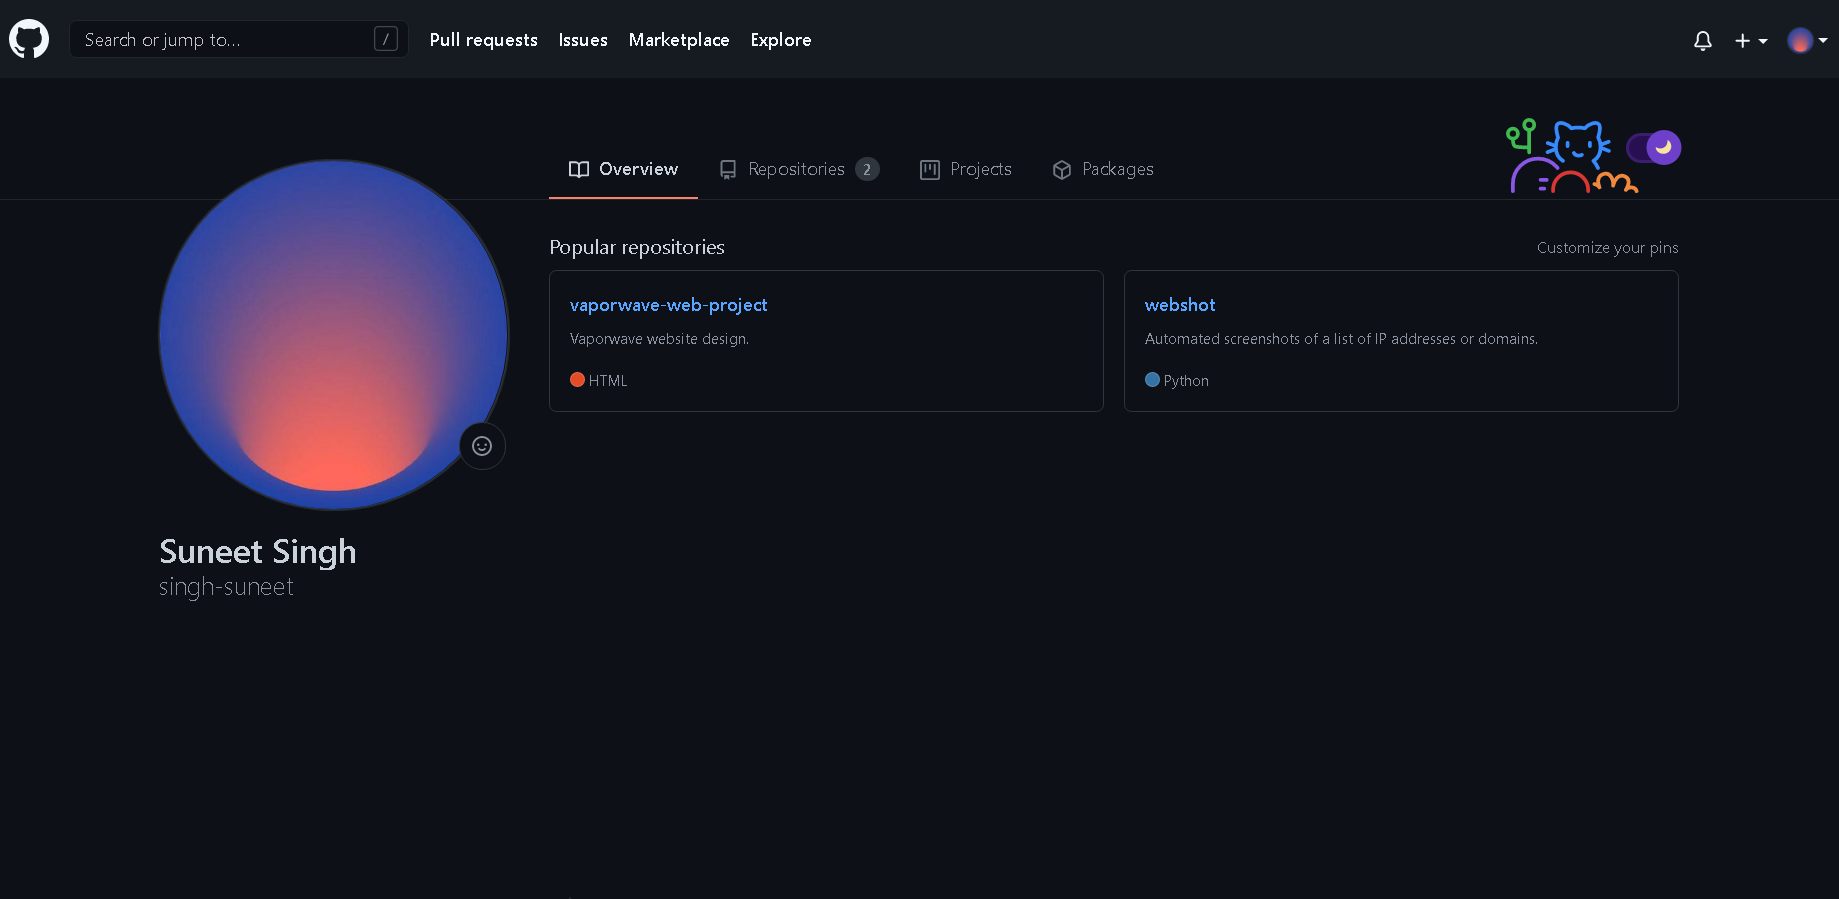 Search or jump to... /
Pull requests Issues Marketplace Explore
Overview Repositories 2 Projects Packages
Popular repositories Customize your pins
vaporwave-web-project
Vaporwave website design.
HTML
webshot
Automated screenshots of a list of IP addresses or domains.
Python
Suneet Singh
singh-suneet